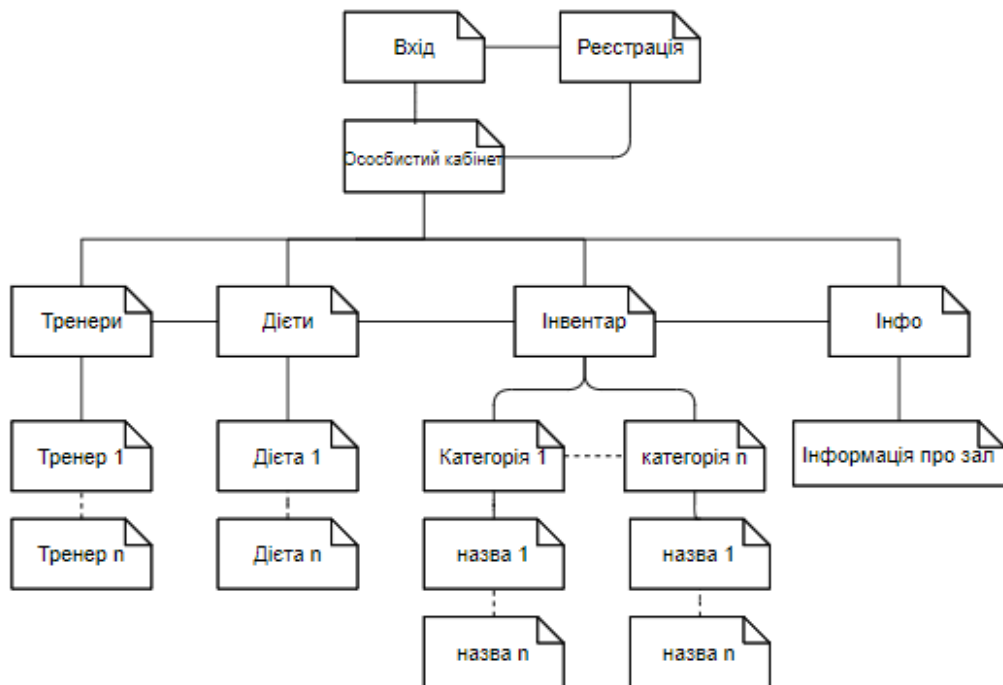 Вхід
Реєстрація
Ососбистий кабінет
Тренери
Дієти
Інвентар
Інфо
Тренер 1
Дієта 1
Категорія 1
категорія n
Інформація про зал
Тренер n
Дієта n
назва 1
назва 1
назва n
назва n